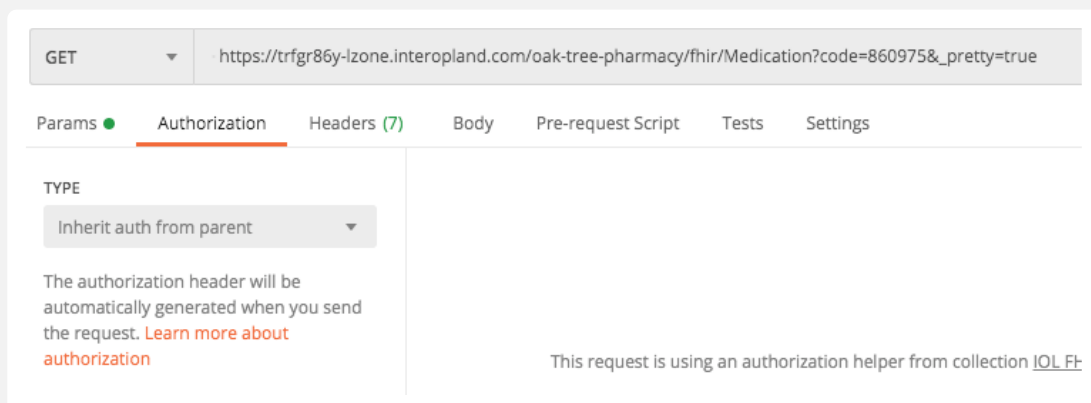 GET https://trfgr86y-lzone.interopland.com/oak-tree-pharmacy/fhir/Medication?code=860975&_pretty=true
Params Authorization Headers (7) Body Pre-request Script Tests Settings
TYPE
Inherit auth from parent
The authorization header will be
automatically generated when you send
the request. Learn more about
authorization
This request is using an authorization helper from collection IOL FH